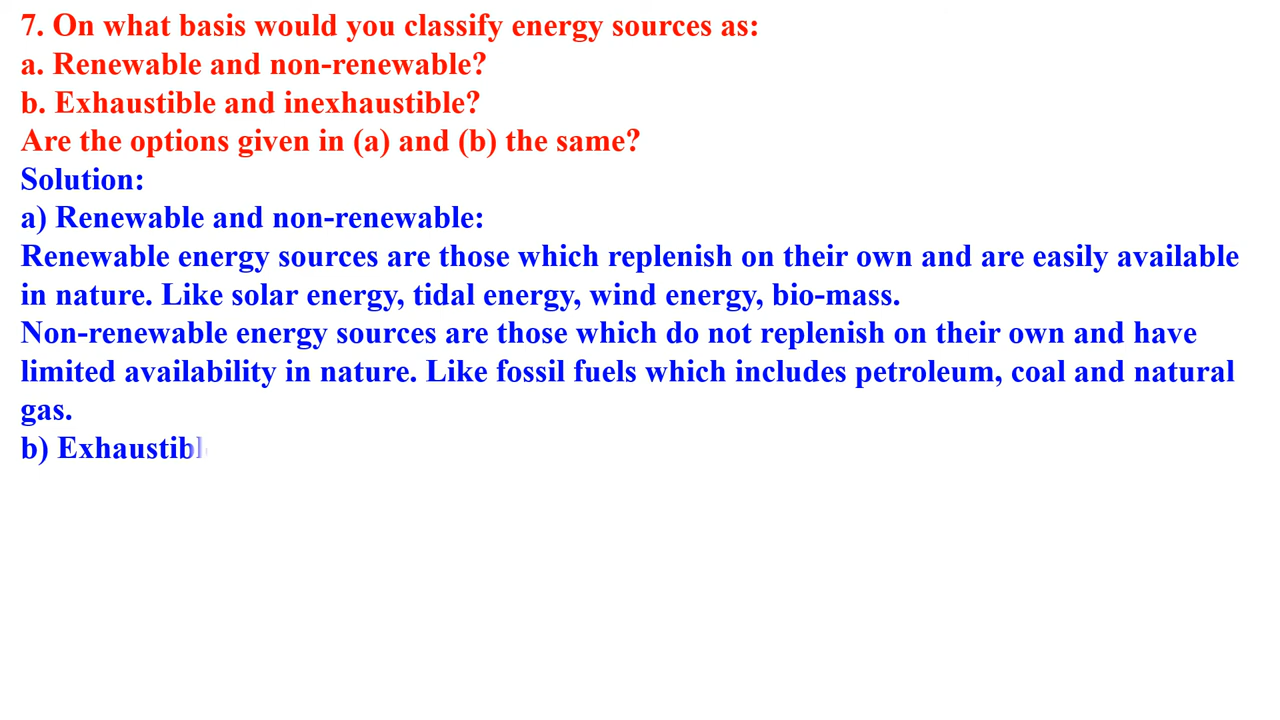 7. On what basis would you classify energy sources as:
a. Renewable and non-renewable?
b. Exhaustible and inexhaustible?
Are the options given in (a) and (b) the same?
Solution:
a) Renewable and non-renewable:
Renewable energy sources are those which replenish on their own and are easily available
in nature. Like solar energy, tidal energy, wind energy, bio-mass.
Non-renewable energy sources are those which do not replenish on their own and have
limited availability in nature. Like fossil fuels which includes petroleum, coal and natural
gas.
b) Exhaustibl